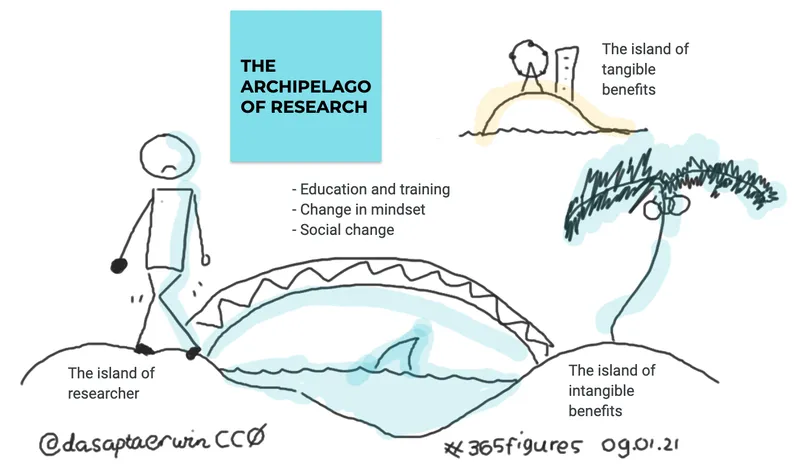 THE
ARCHIPELAGO
OF RESEARCH
The island of
tangible
benefits
- Education and training
- Change in mindset
- Social change
The island of
researcher
The island of
intangible
benefits
@dasaptaerwin CC0
#365figures 09.01.21